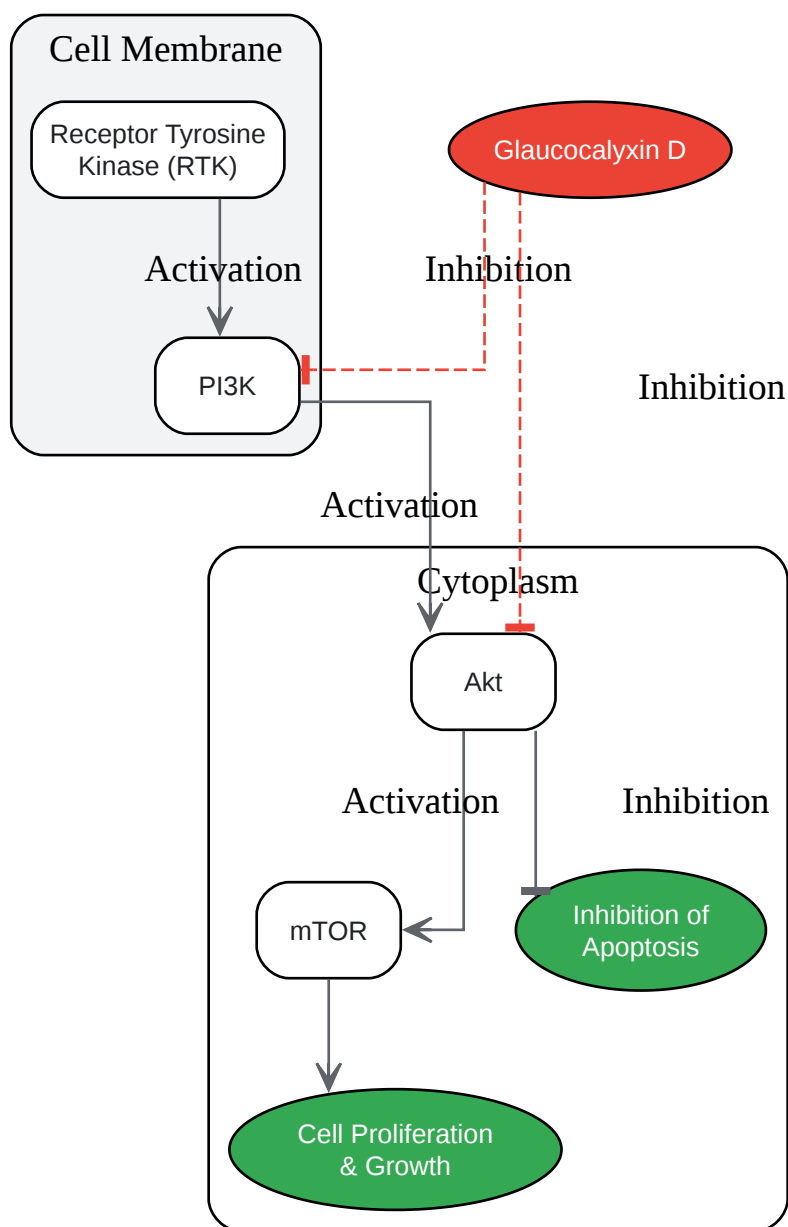 Cell Membrane
Receptor Tyrosine
Kinase (RTK)
Glaucocalyxin D
Activation
Inhibition
PI3K
Inhibition
Activation
Cytoplasm
Akt
Activation
Inhibition
mTOR
Inhibition of
Apoptosis
Cell Proliferation
& Growth